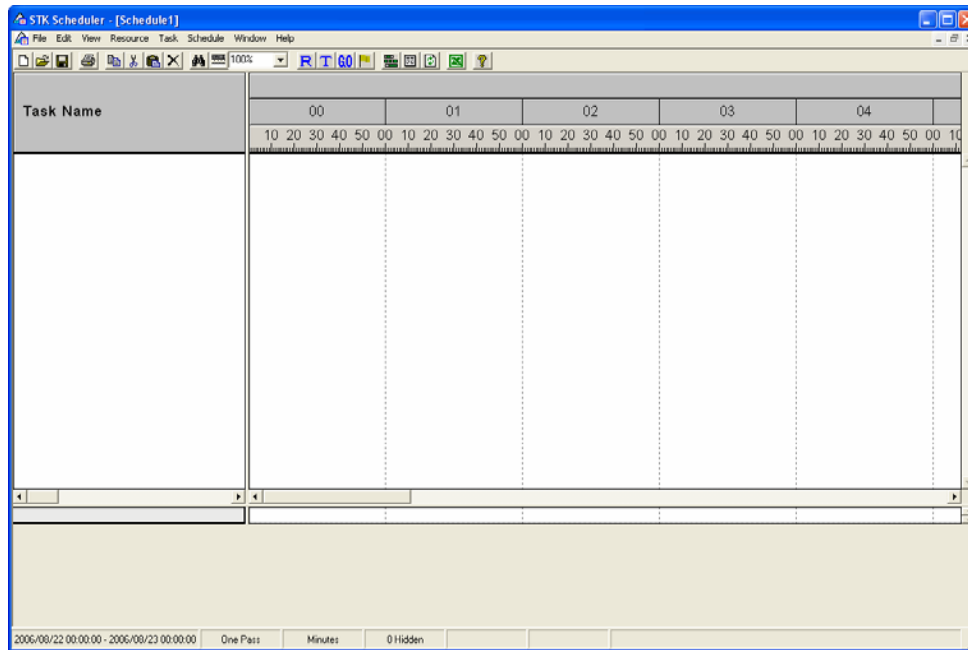 STK Scheduler - [Schedule1]
File Edit View Resource Task Schedule Window Help
100% R T GO
Task Name
00 01 02 03 04
10 20 30 40 50 00 10 20 30 40 50 00 10 20 30 40 50 00 10 20 30 40 50 00 10 20 30 40 50 00 10
2006/08/22 00:00:00 - 2006/08/23 00:00:00 One Pass Minutes 0 Hidden